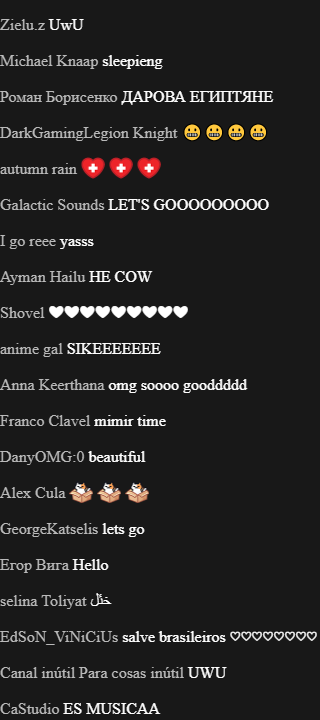 Zielu.z UwU
Michael Knaap sleepieng
Роман Борисенко ДАРОВА ЕГИПТЯНЕ
DarkGamingLegion Knight 😬 😬 😬 😬
autumn rain
Galactic Sounds LET'S GOOOOOOOOO
I go reee yasss
Ayman Hailu HE COW
Shovel 🤍🤍🤍🤍🤍🤍🤍🤍🤍
anime gal SIKEEEEEEE
Anna Keerthana omg soooo gooddddd
Franco Clavel mimir time
DanyOMG:0 beautiful
Alex Cula
GeorgeKatselis lets go
Егор Вига Hello
selina Toliyat
EdSoN_ViNiCiUs salve brasileiros ♡♡♡♡♡♡♡♡
Canal inútil Para cosas inútil UWU
CaStudio ES MUSICAA